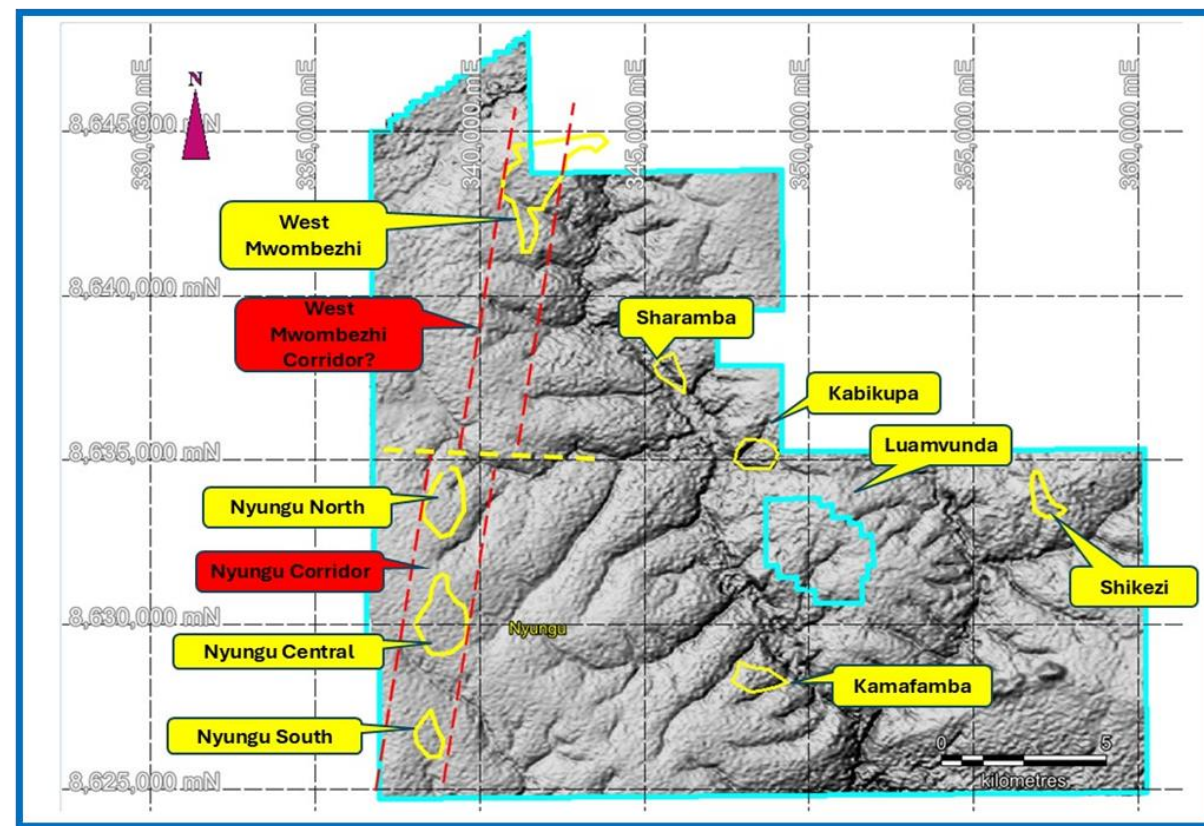 330,000 mE
335,000 mE
340,000 mE
345,000 mE
350,000 mE
355,000 mE
360,000 mE
N
8,645,000 mN
West
Mwombezhi
8,640,000 mN
West
Mwombezhi
Corridor?
Sharamba
Kabikupa
Luamvunda
8,635,000 mN
Nyungu North
Nyungu Corridor
Shikezi
8,630,000 mN
Nyungu
Nyungu Central
Kamafamba
Nyungu South
0
5
kilometres
8,625,000 mN